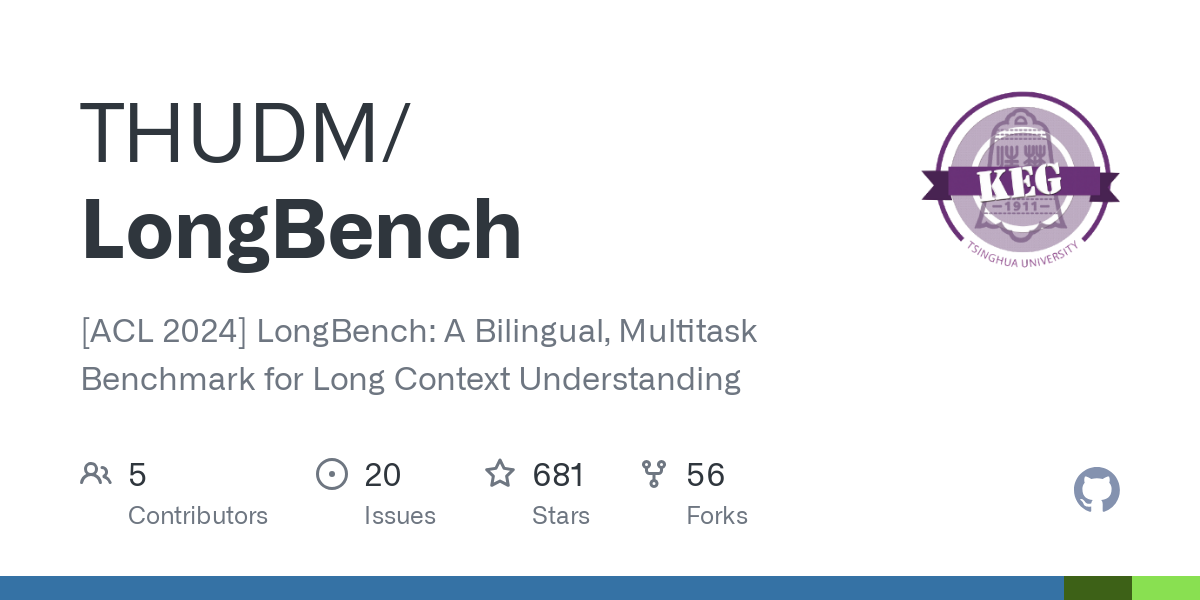 THUDM/
LongBench
[ACL 2024] LongBench: A Bilingual, Multitask
Benchmark for Long Context Understanding
5
Contributors
20
Issues
681
Stars
56
Forks
KEG
–1911–
TSINGHUA UNIVERSITY